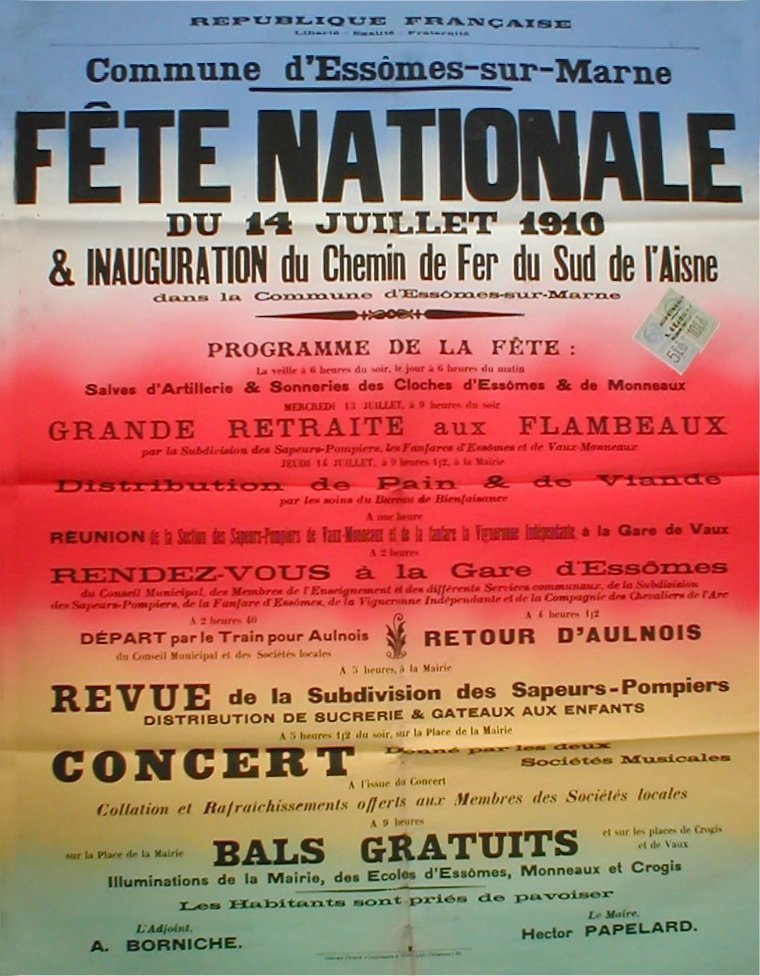 RÉPUBLIQUE FRANÇAISE
Liberté - Egalité - Fraternité
Commune d'Essômes-sur-Marne
FÊTE NATIONALE
DU 14 JUILLET 1910
& INAUGURATION du Chemin de Fer du Sud de l'Aisne
dans la Commune d'Essômes-sur-Marne
PROGRAMME DE LA FÊTE :
La veille à 6 heures du soir, le jour à 6 heures du matin
Salves d'Artillerie & Sonneries des Cloches d'Essômes & de Monneaux
MERCREDI 13 JUILLET, à 9 heures du soir
GRANDE RETRAITE aux FLAMBEAUX
par la Subdivision des Sapeurs-Pompiers, les Fanfares d'Essômes et de Vaux-Monneaux
JEUDI 14 JUILLET, à 9 heures 1/2, à la Mairie
Distribution de Pain & de Viande
par les soins du Bureau de Bienfaisance
A une heure
RÉUNION de la Section des Sapeurs-Pompiers de Vaux-Monneaux et de la fanfare la Vigneronne Indépendante, à la Gare de Vaux
A 2 heures
RENDEZ-VOUS à la Gare d'Essômes
du Conseil Municipal, des Membres de l'Enseignement et des différents Services communaux, de la Subdivision
des Sapeurs-Pompiers, de la Fanfare d'Essômes, de la Vigneronne Indépendante et de la Compagnie des Chevaliers de l'Arc
A 2 heures 40
DÉPART par le Train pour Aulnois
du Conseil Municipal et des Sociétés locales
A 4 heures 1/2
RETOUR D'AULNOIS
A 5 heures, à la Mairie
REVUE de la Subdivision des Sapeurs-Pompiers
DISTRIBUTION DE SUCRERIE & GATEAUX AUX ENFANTS
A 5 heures 1/2 du soir, sur la Place de la Mairie
CONCERT Donné par les deux
Sociétés Musicales
A l'issue du Concert
Collation et Rafraichissements offerts aux Membres des Sociétés locales
A 9 heures
sur la Place de la Mairie BALS GRATUITS et sur les places de Crogis
et de Vaux
Illuminations de la Mairie, des Ecoles d'Essômes, Monneaux et Crogis
Les Habitants sont priés de pavoiser
L'Adjoint,
A. BORNICHE.
Le Maire,
Hector PAPELARD.